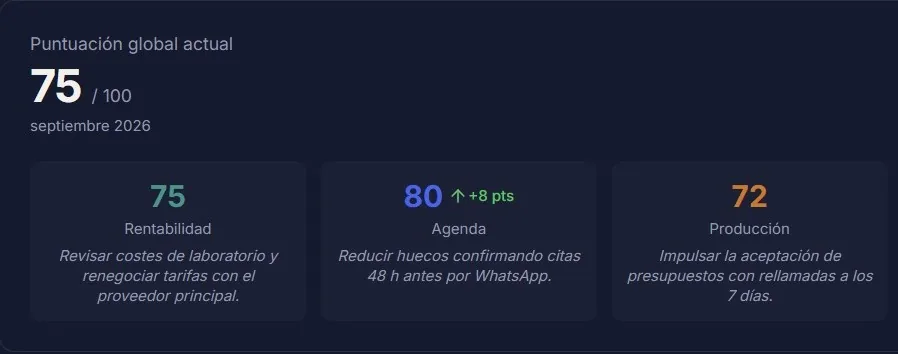 Puntuación global actual
75 / 100
septiembre 2026
75
Rentabilidad
Revisar costes de laboratorio y
renegociar tarifas con el
proveedor principal.
80 ↑ +8 pts
Agenda
Reducir huecos confirmando citas
48 h antes por WhatsApp.
72
Producción
Impulsar la aceptación de
presupuestos con rellamadas a los
7 días.